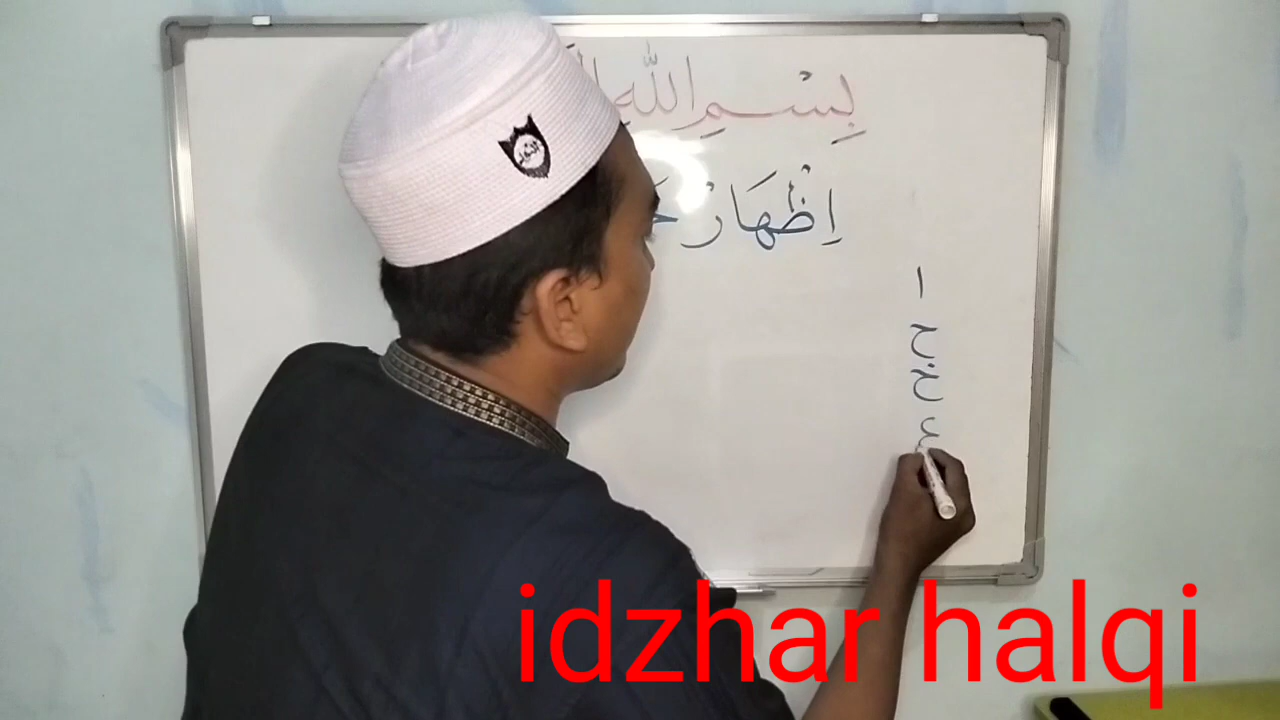 بِسْمِ اللّٰهِ
اِظْهَارْ
ا
ح
خ
idzhar halqi